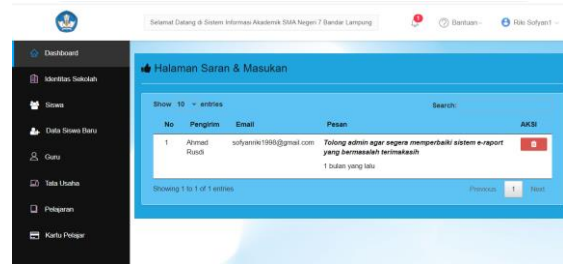 Selamat Datang di Sistem Informasi Akademik SMA Negeri 7 Bandar Lampung
Bantuan
Riki Sofyan1
Dashboard
Identitas Sekolah
Siswa
Data Siswa Baru
Guru
Tata Usaha
Pelajaran
Kartu Pelajar
Halaman Saran & Masukan
Show 10 entries
Search:
No Pengirim Email Pesan AKSI
1 Ahmad Rusdi sofyanriki1998@gmail.com Tolong admin agar segera memperbaiki sistem e-raport
yang bermasalah terimakasih
1 bulan yang lalu
Showing 1 to 1 of 1 entries
Previous 1 Next